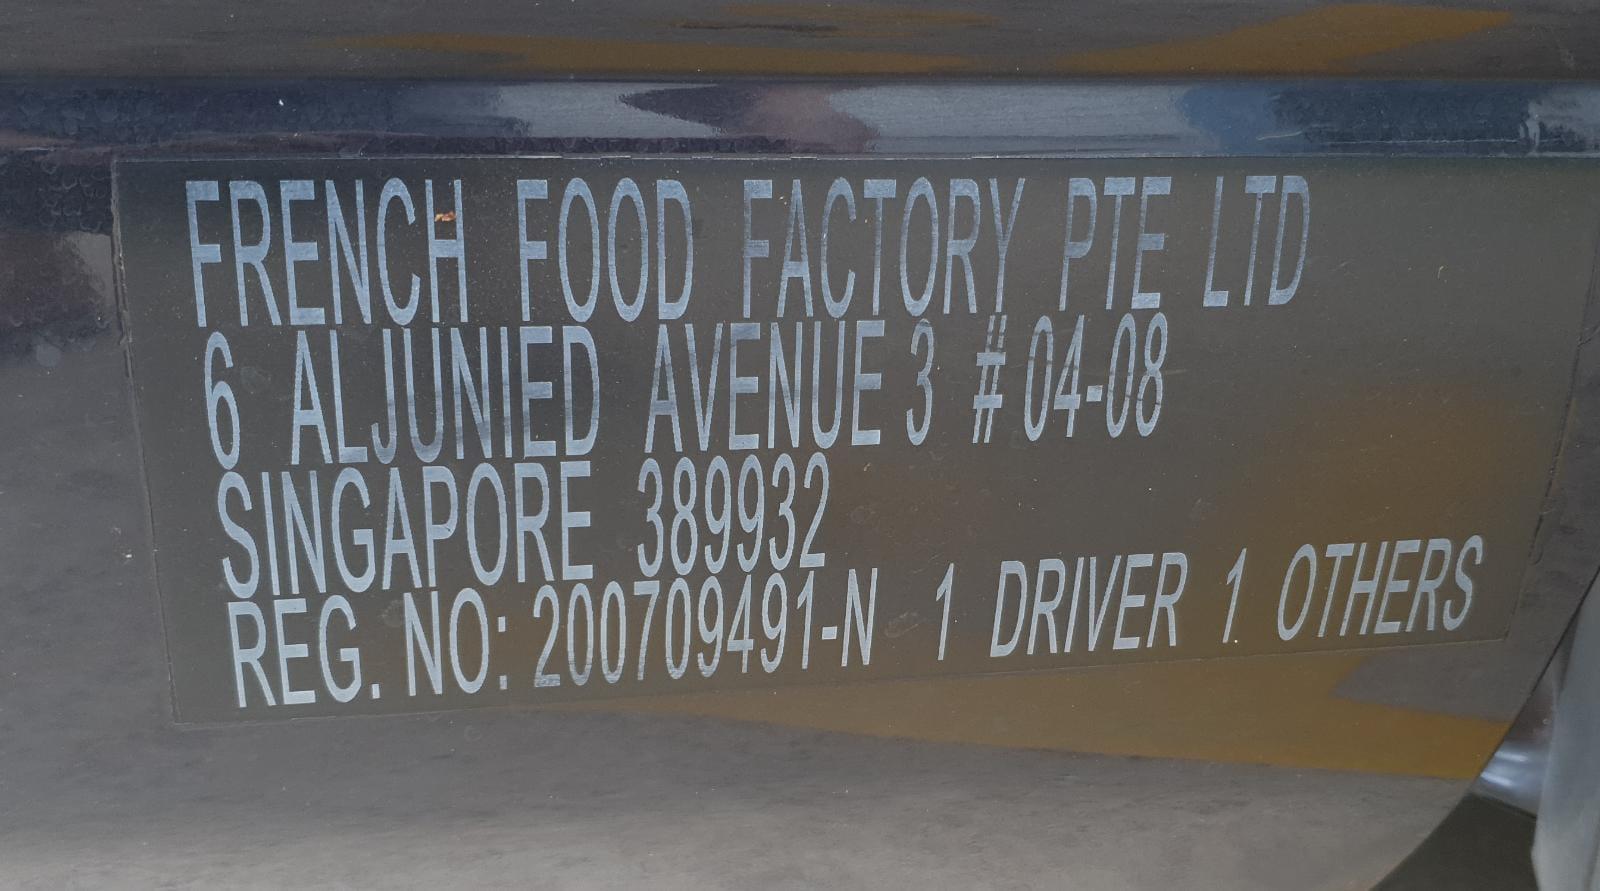 FRENCH FOOD FACTORY PTE LTD
6 ALJUNIED AVENUE 3 # 04-08
SINGAPORE 389932
REG. NO: 200709491-N 1 DRIVER 1 OTHERS